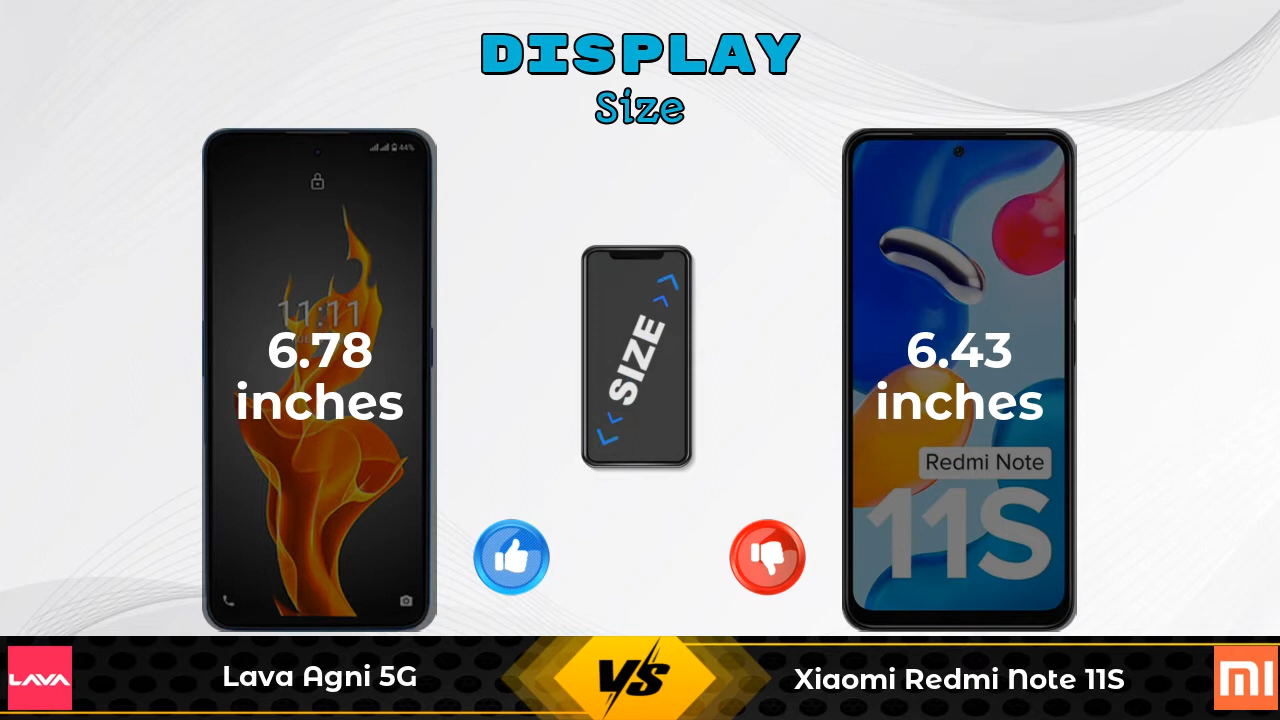 DISPLAY
Size
44%
11:11
6.78
inches
SIZE
6.43
inches
Redmi Note
11S
LAVA
Lava Agni 5G
VS
Xiaomi Redmi Note 11S
MI